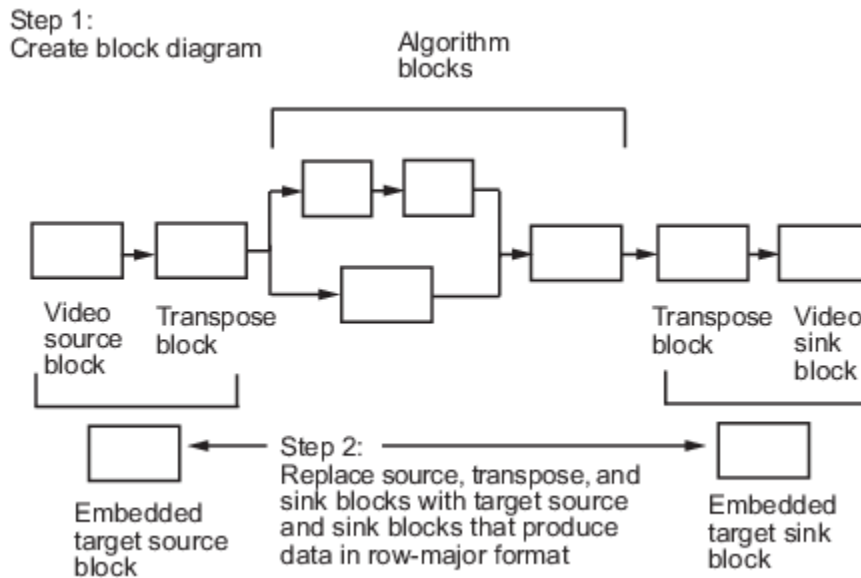 Step 1:
Create block diagram
Algorithm
blocks
Video
source
block
Transpose
block
Transpose
block
Video
sink
block
Step 2:
Replace source, transpose, and
sink blocks with target source
and sink blocks that produce
data in row-major format
Embedded
target source
block
Embedded
target sink
block